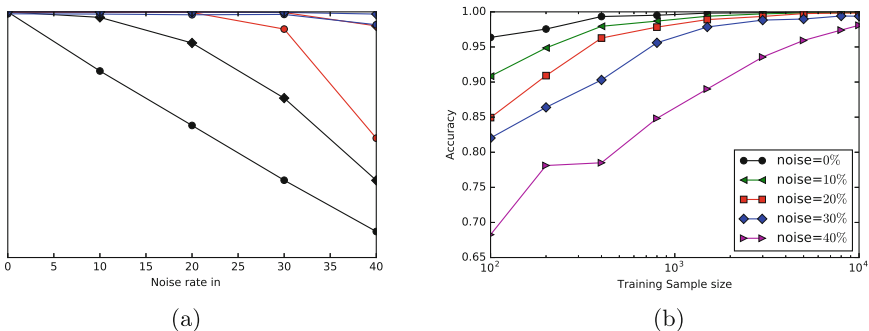 0 5 10 15 20 25 30 35 40
Noise rate in
(a)
1.00
0.95
0.90
0.85
0.80
0.75
0.70
0.65
Accuracy
noise=0%
noise=10%
noise=20%
noise=30%
noise=40%
10² 10³ 10⁴
Training Sample size
(b)